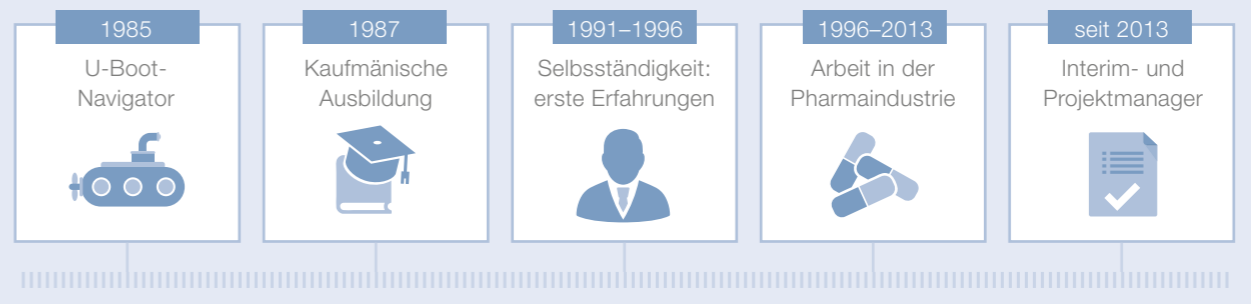 1985
U-Boot-
Navigator
1987
Kaufmänische
Ausbildung
1991–1996
Selbsständigkeit:
erste Erfahrungen
1996–2013
Arbeit in der
Pharmaindustrie
seit 2013
Interim- und
Projektmanager